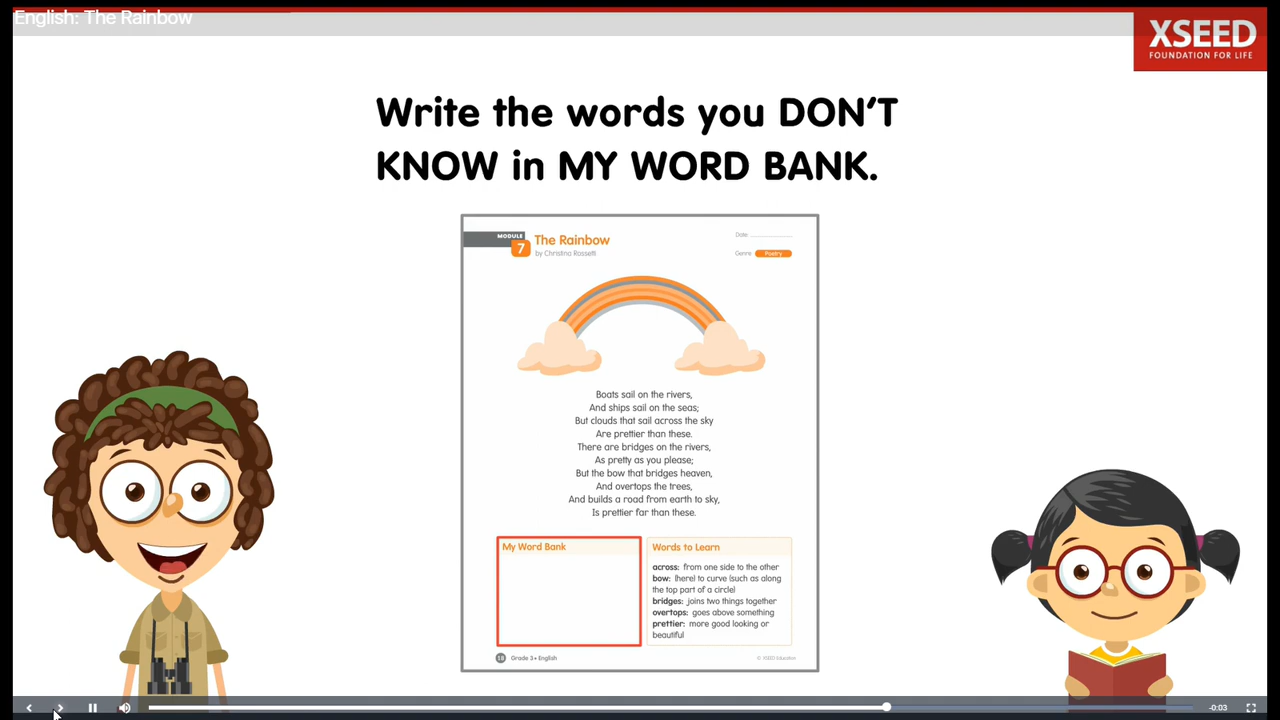 English: The Rainbow
XSEED
FOUNDATION FOR LIFE
Write the words you DON'T
KNOW in MY WORD BANK.
MODULE
7
The Rainbow
by Christina Rossetti
Date
Genre Poetry
Boats sail on the rivers,
And ships sail on the seas;
But clouds that sail across the sky
Are prettier than these.
There are bridges on the rivers,
As pretty as you please;
But the bow that bridges heaven,
And overtops the trees,
And builds a road from earth to sky,
Is prettier far than these.
My Word Bank
Words to Learn
across: from one side to the other
bow: (here) to curve (such as along
the top part of a circle)
bridges: joins two things together
overtops: goes above something
prettier: more good looking or
beautiful
18 Grade 3 • English
© XSEED Education
-0:03